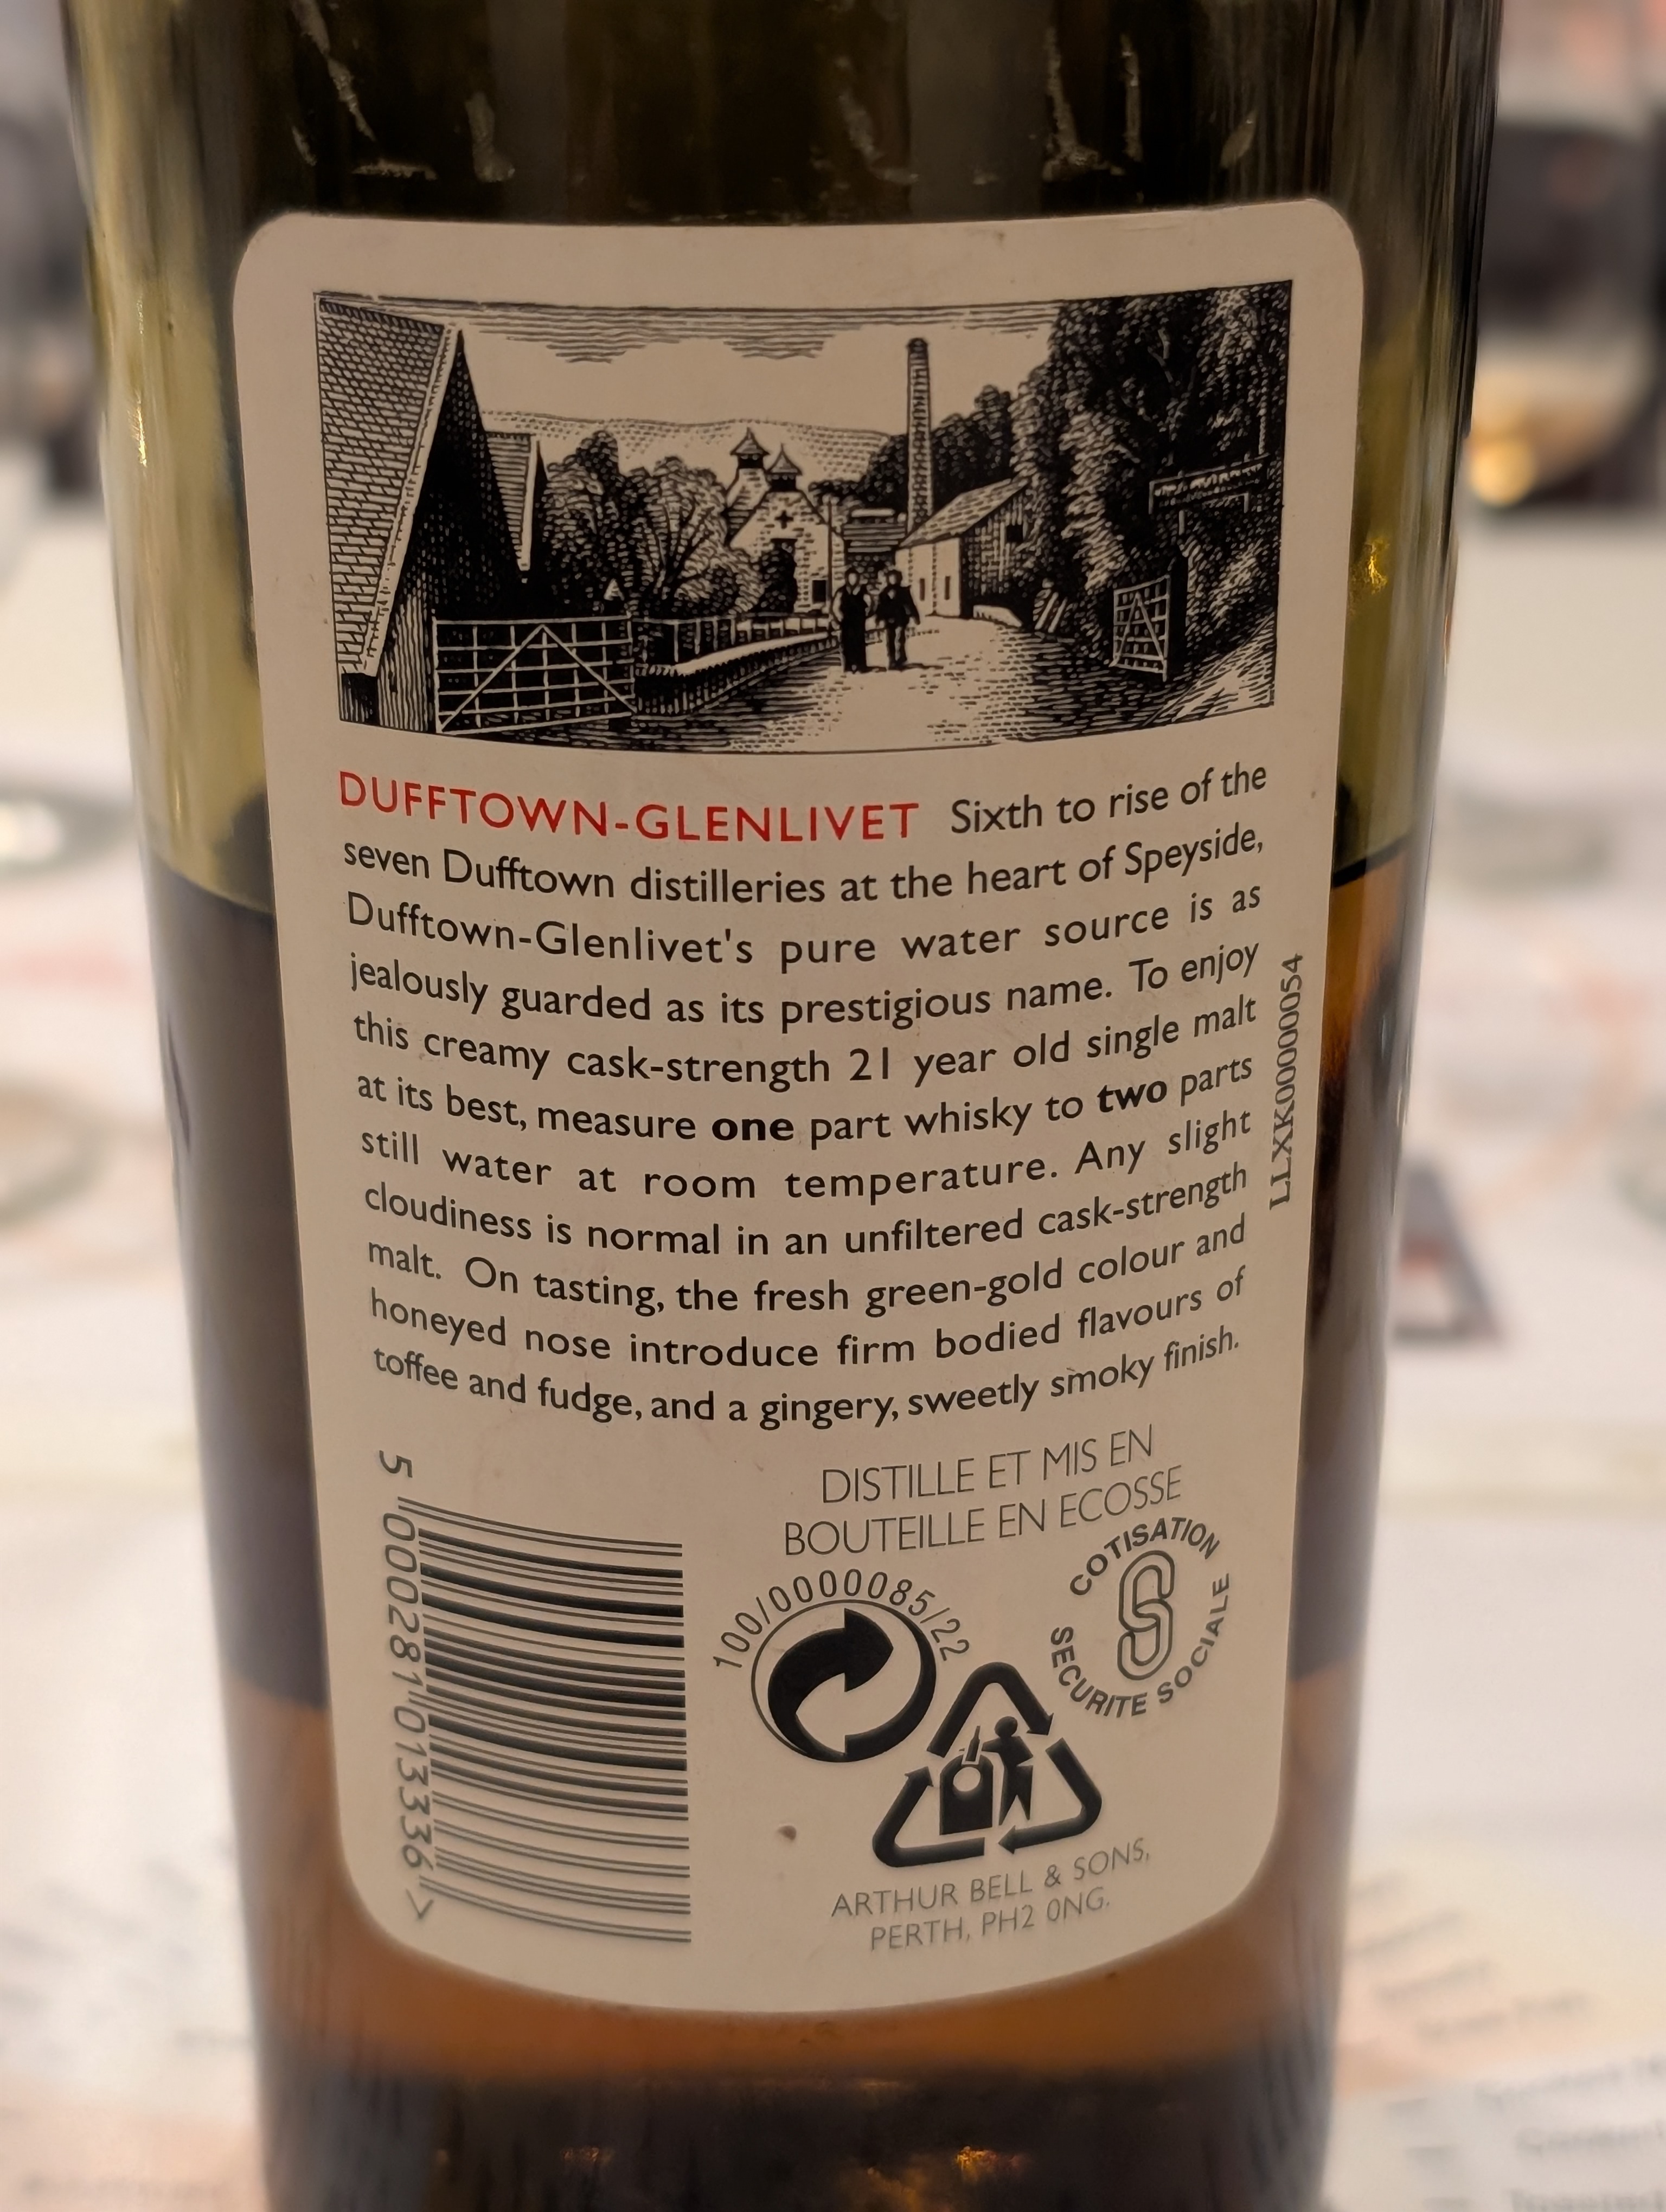 DUFFTOWN-GLENLIVET Sixth to rise of the
seven Dufftown distilleries at the heart of Speyside,
Dufftown-Glenlivet's pure water source is as
jealously guarded as its prestigious name. To enjoy
this creamy cask-strength 21 year old single malt
at its best, measure one part whisky to two parts
still water at room temperature. Any slight
cloudiness is normal in an unfiltered cask-strength
malt. On tasting, the fresh green-gold colour and
honeyed nose introduce firm bodied flavours of
toffee and fudge, and a gingery, sweetly smoky finish.
LLXK00000054
5 000281 013336 >
DISTILLE ET MIS EN
BOUTEILLE EN ECOSSE
100/0000085/22
COTISATION
SECURITE SOCIALE
ARTHUR BELL & SONS,
PERTH, PH2 0NG.